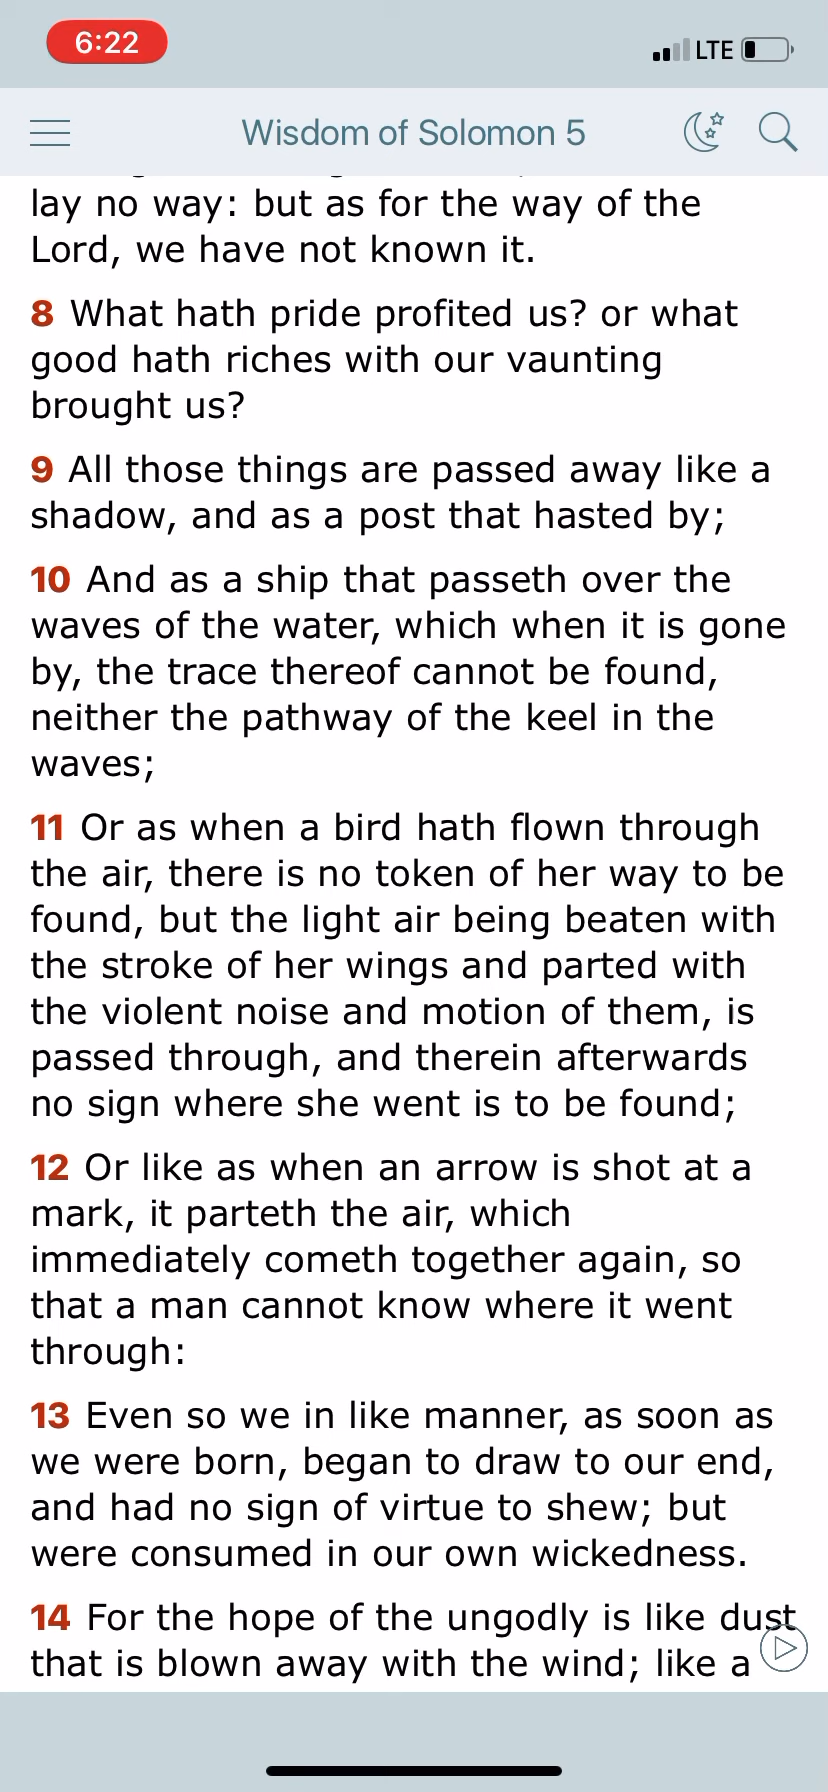 6:22
LTE
Wisdom of Solomon 5
lay no way: but as for the way of the
Lord, we have not known it.
8 What hath pride profited us? or what
good hath riches with our vaunting
brought us?
9 All those things are passed away like a
shadow, and as a post that hasted by;
10 And as a ship that passeth over the
waves of the water, which when it is gone
by, the trace thereof cannot be found,
neither the pathway of the keel in the
waves;
11 Or as when a bird hath flown through
the air, there is no token of her way to be
found, but the light air being beaten with
the stroke of her wings and parted with
the violent noise and motion of them, is
passed through, and therein afterwards
no sign where she went is to be found;
12 Or like as when an arrow is shot at a
mark, it parteth the air, which
immediately cometh together again, so
that a man cannot know where it went
through:
13 Even so we in like manner, as soon as
we were born, began to draw to our end,
and had no sign of virtue to shew; but
were consumed in our own wickedness.
14 For the hope of the ungodly is like dust
that is blown away with the wind; like a